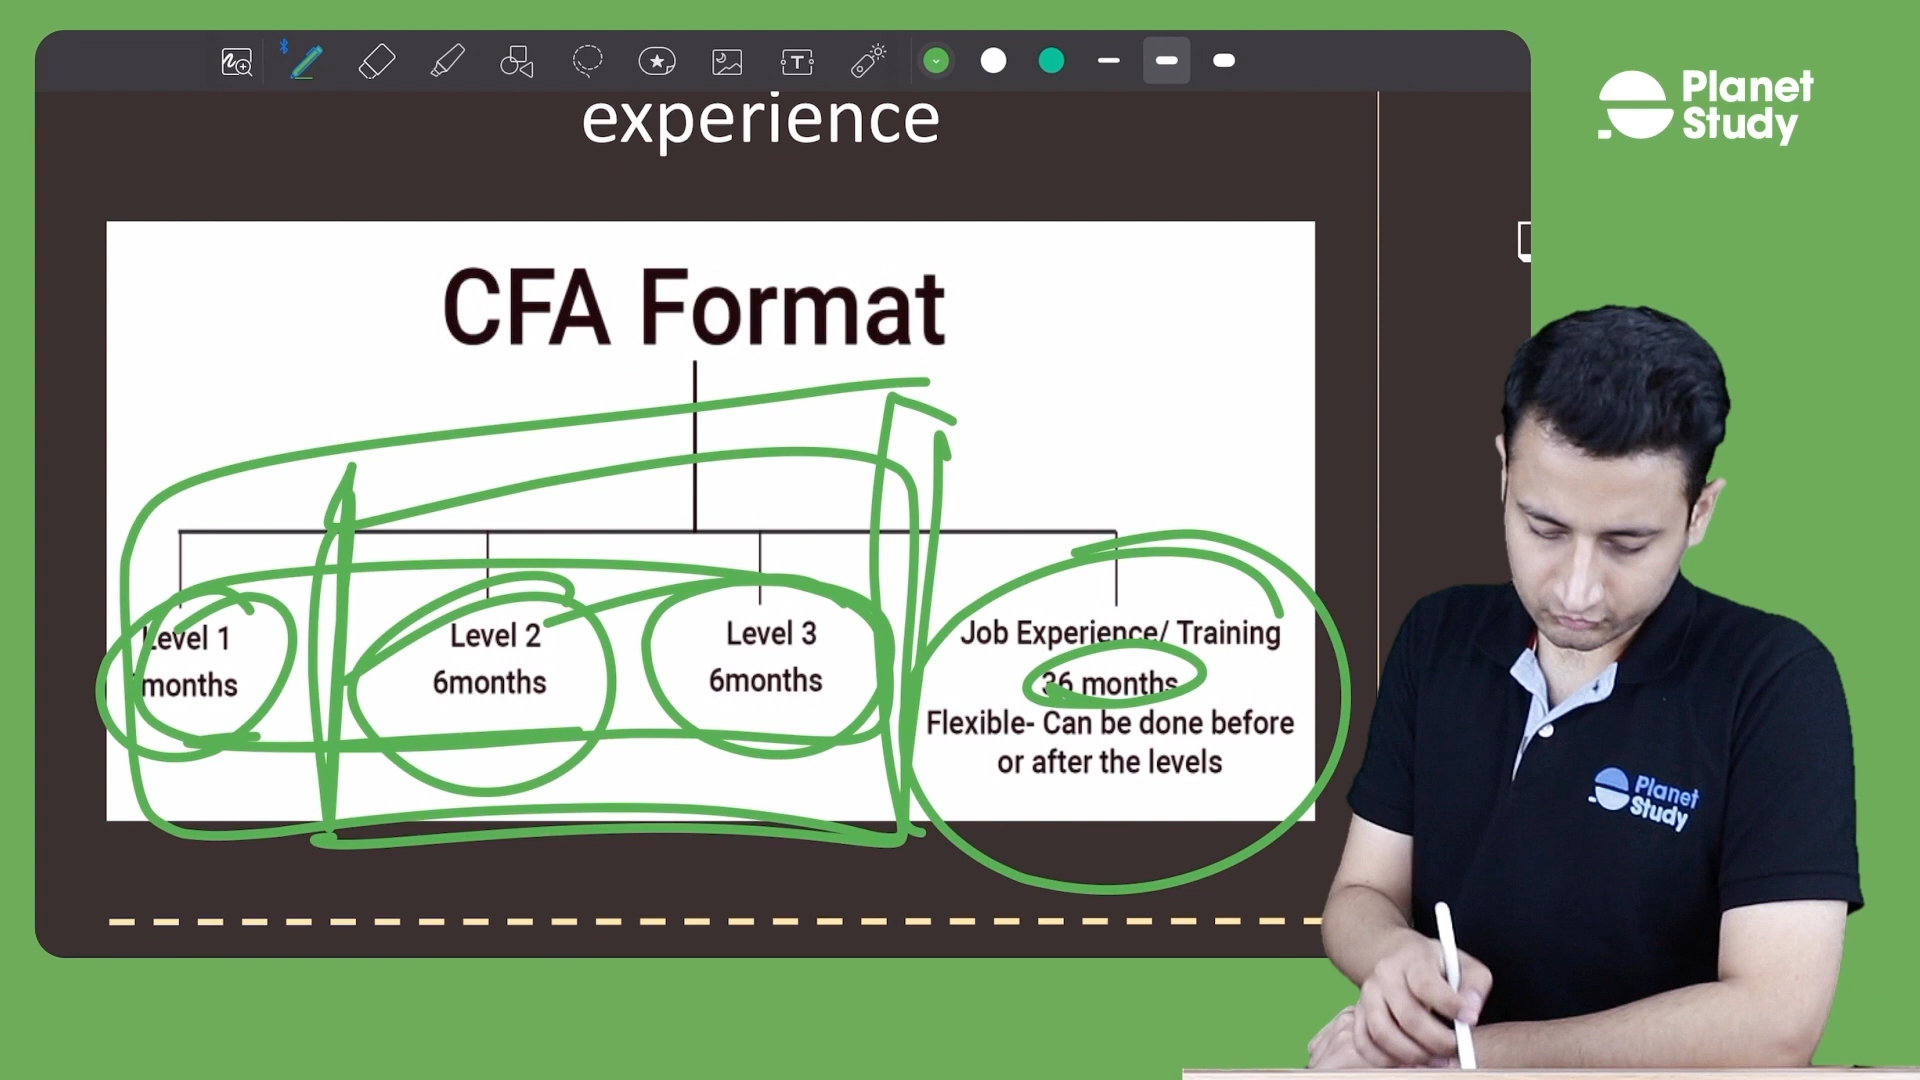 experience
Planet
Study
CFA Format
Level 1
months
Level 2
6months
Level 3
6months
Job Experience/ Training
36 months
Flexible- Can be done before
or after the levels
Planet
Study
T